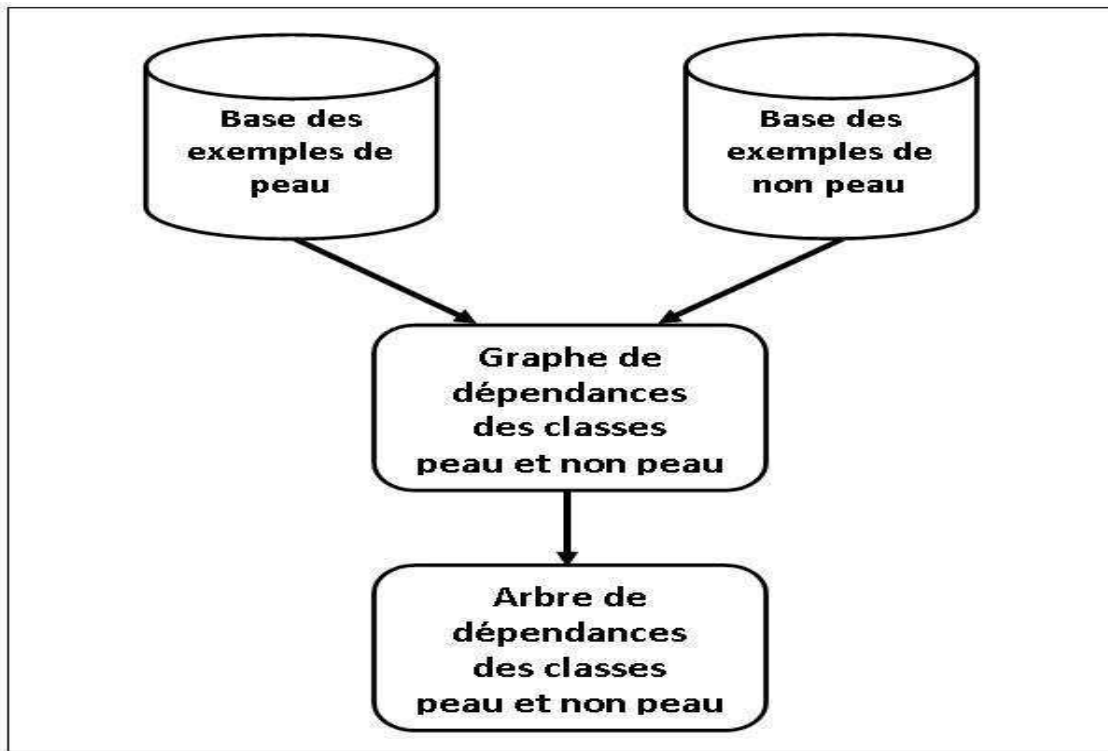 Base des
exemples de
peau
Base des
exemples de
non peau
Graphe de
dépendances
des classes
peau et non peau
Arbre de
dépendances
des classes
peau et non peau